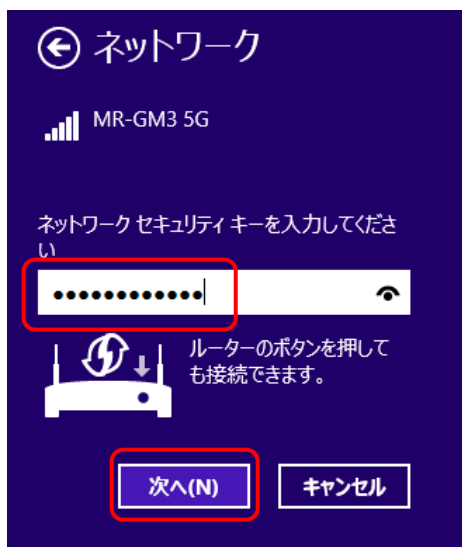 ネットワーク
MR-GM3 5G
ネットワーク セキュリティ キーを入力してくださ
い
••••••••••••
ルーターのボタンを押して
も接続できます。
次へ(N) キャンセル